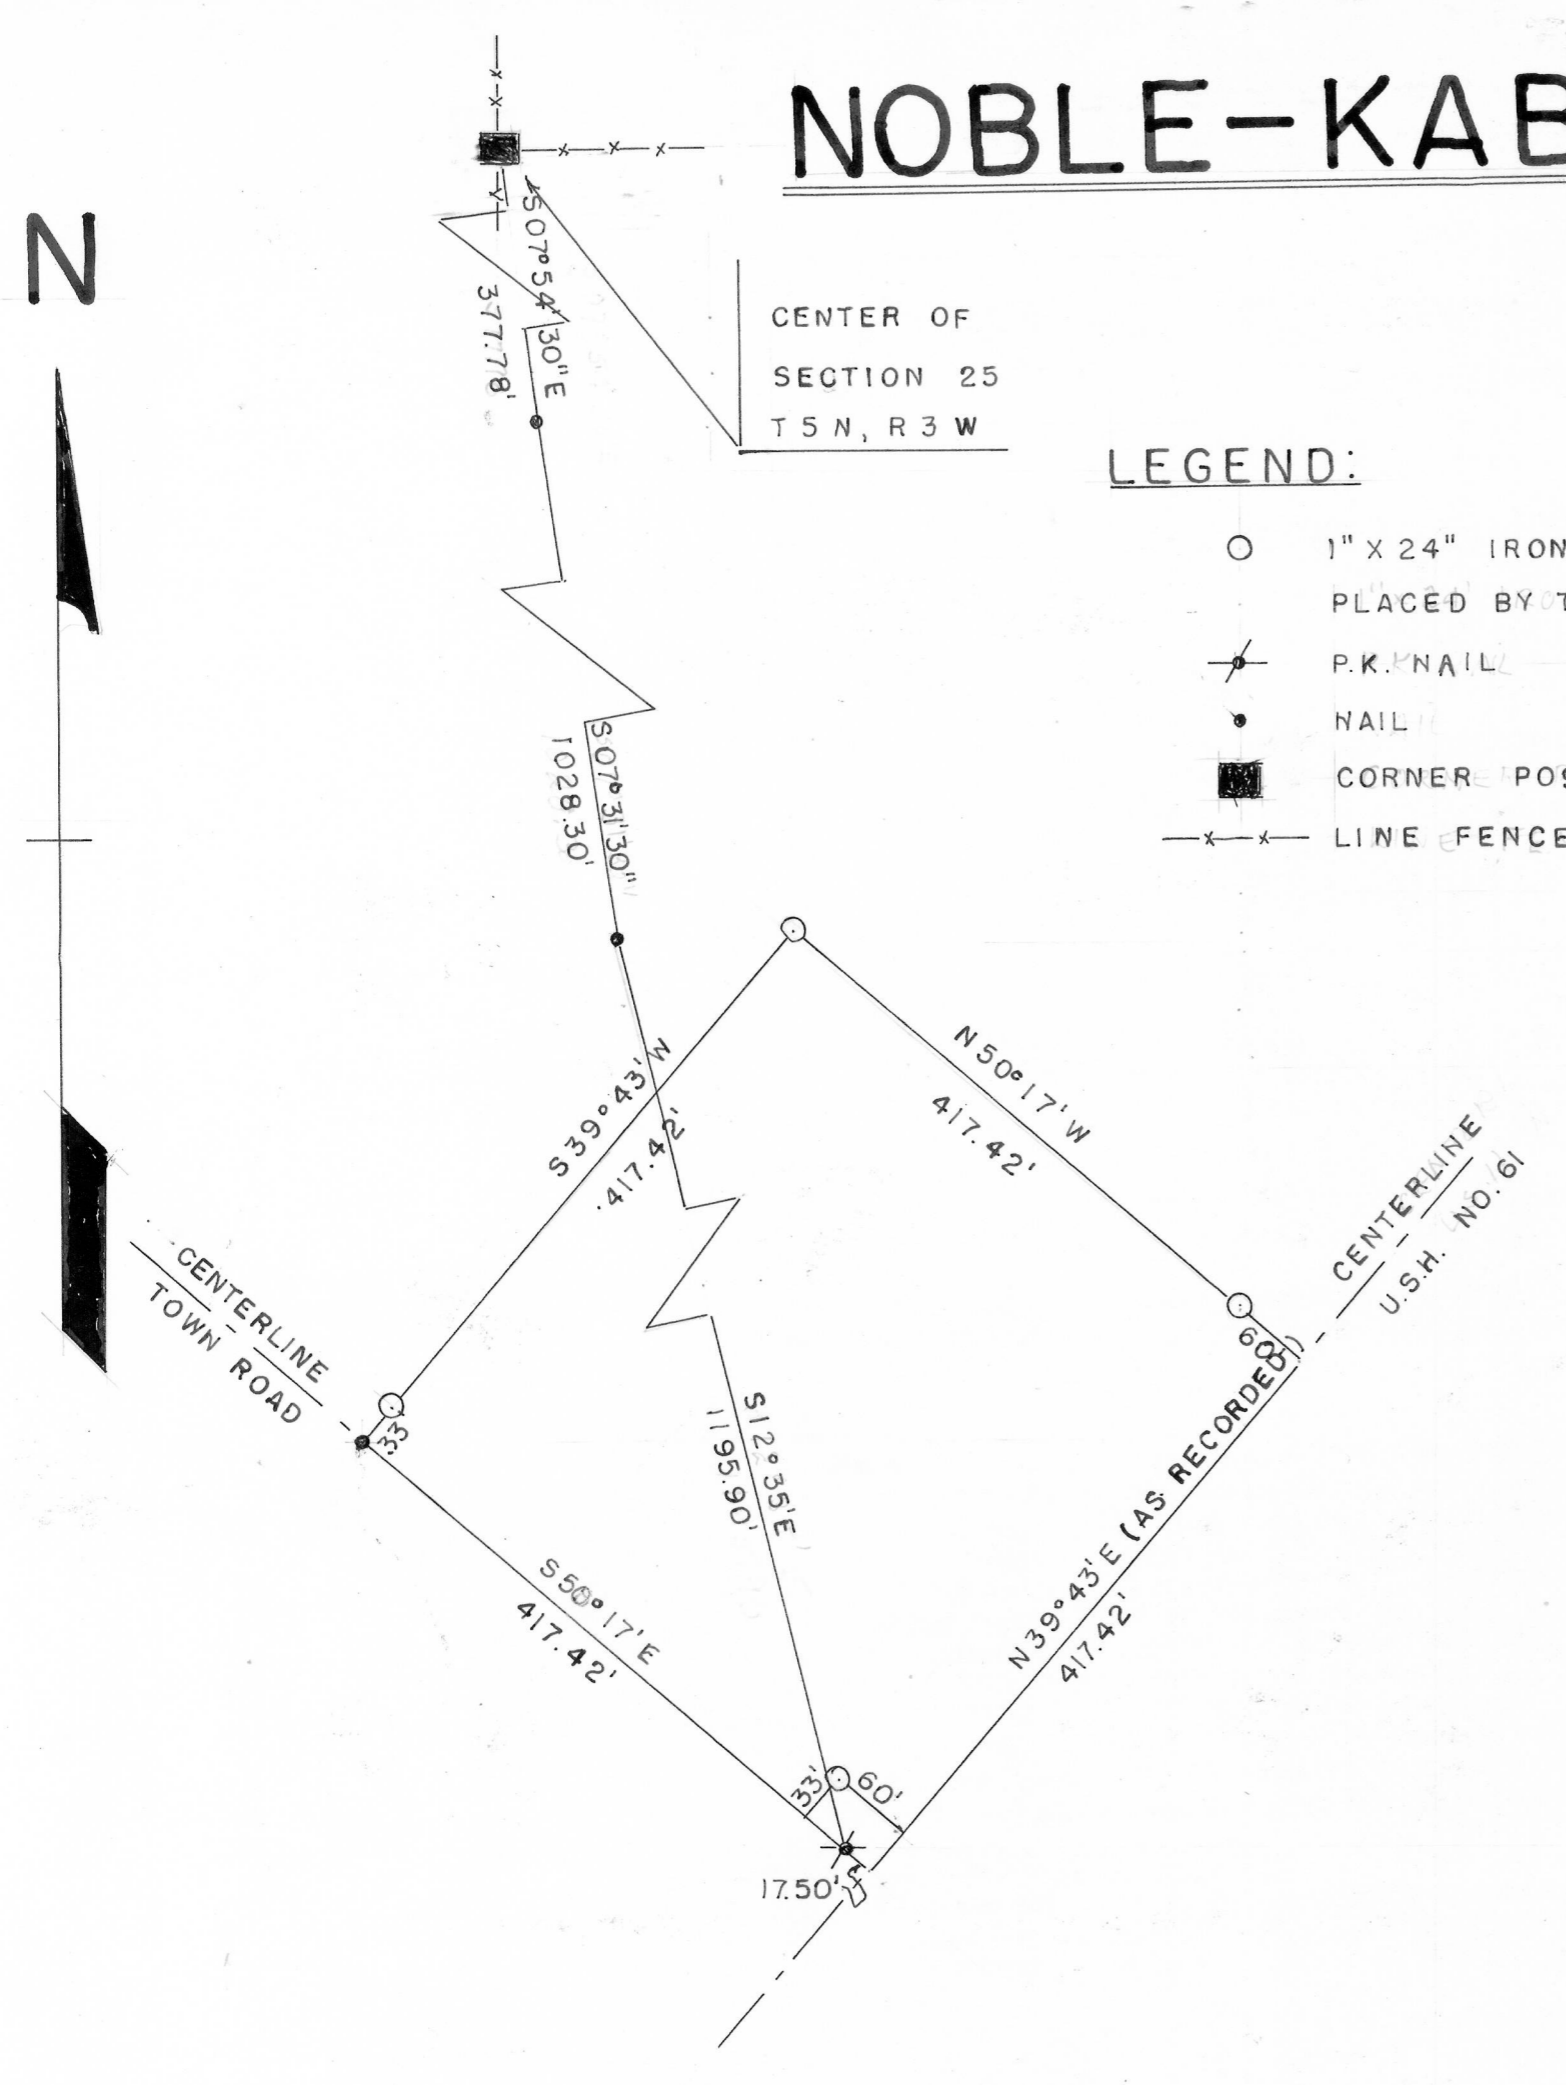 N
NOBLE-KAB
S07°54'30"E
377.78'
CENTER OF
SECTION 25
T5N, R3W
LEGEND:
1" X 24" IRON
PLACED BY T
P.K. NAIL
NAIL
CORNER POS
LINE FENCE
S07°31'30"
1028.30'
S39°43'W
417.42'
N50°17'W
417.42'
CENTERLINE
U.S.H. NO. 61
60'
CENTERLINE
TOWN ROAD
33'
S12°35'E
1195.90'
N39°43'E (AS RECORDED)
417.42'
S50°17'E
417.42'
33'
60'
17.50'